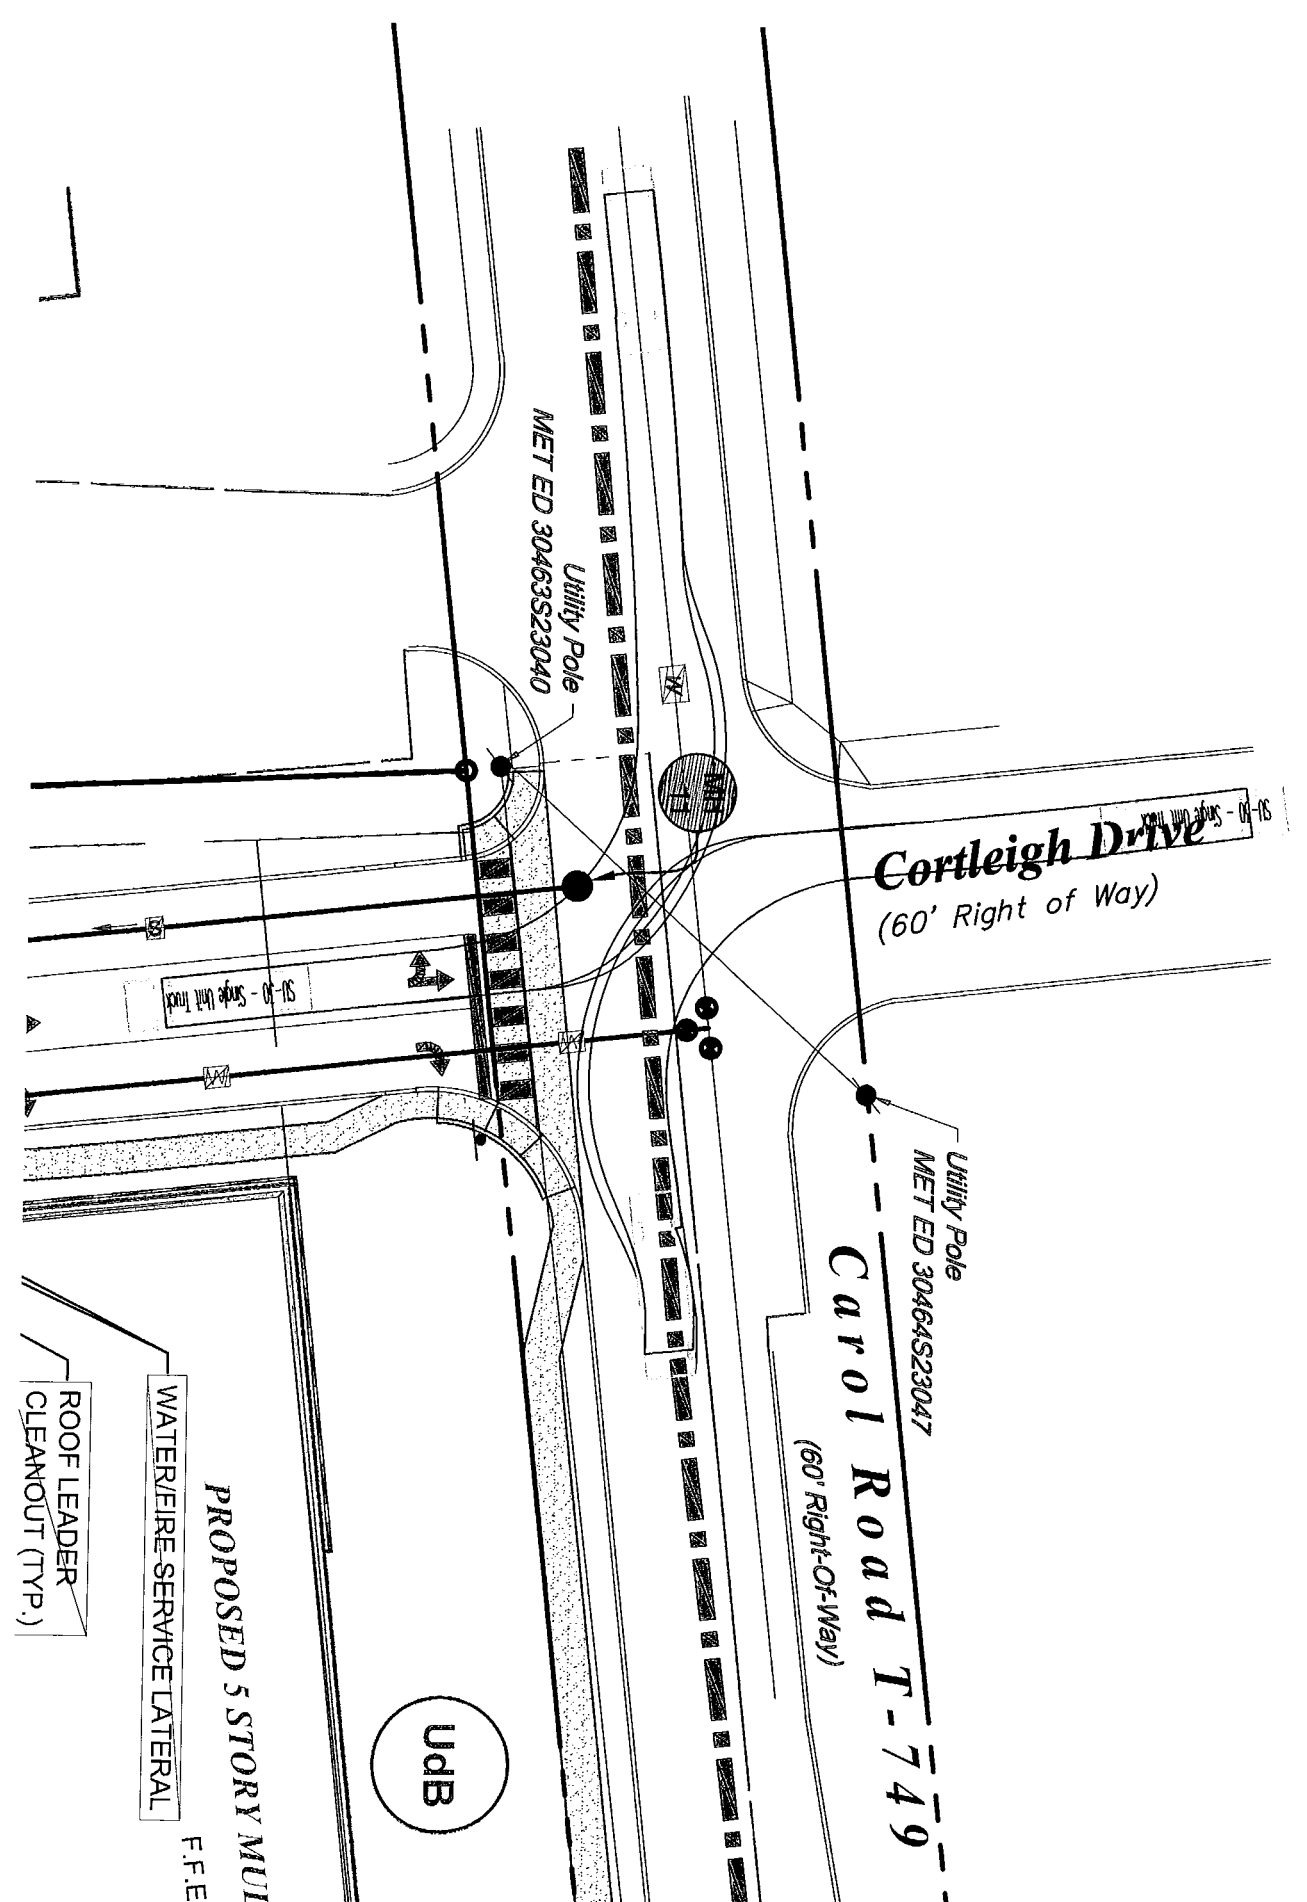 Utility Pole
MET ED 30463S23040
W
MH
11
SU-30 - Single Unit Truck
Cortleigh Drive
(60' Right of Way)
S
SU-30 - Single Unit Truck
W
W
Utility Pole
MET ED 30464S23047
Carol Road T-749
(60' Right-Of-Way)
ROOF LEADER
CLEANOUT (TYP.)
WATER/FIRE SERVICE LATERAL
PROPOSED 5 STORY MUL
F.F.E
UdB